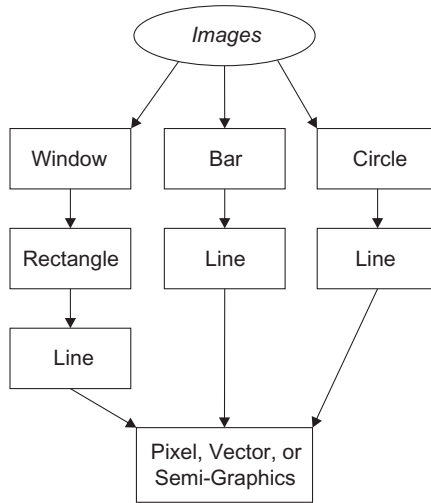 Images
Window
Bar
Circle
Rectangle
Line
Line
Line
Pixel, Vector, or
Semi-Graphics